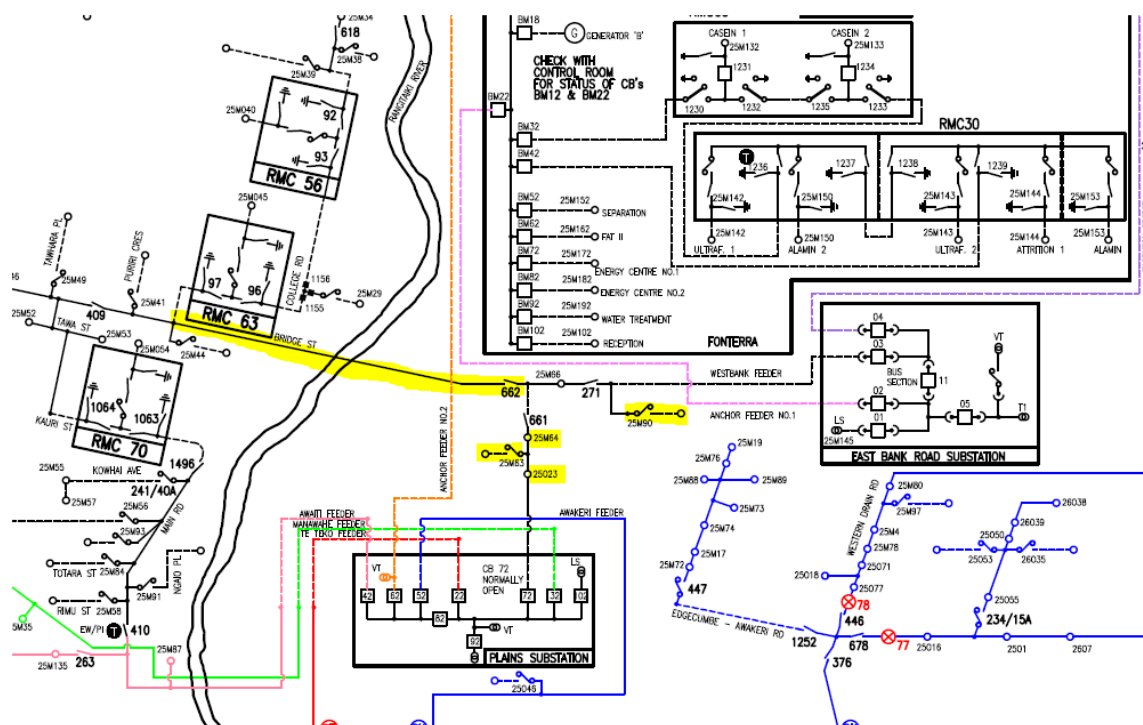 25M34
618
25M38
25M39
25M040
92
93
RMC 56
RANGITAIKI RIVER
BM18
G
GENERATOR 'B'
CHECK WITH
CONTROL ROOM
FOR STATUS OF CB's
BM12 & BM22
BM22
BM32
BM42
BM52
25M152
SEPARATION
BM62
25M162
FAT II
BM72
25M172
ENERGY CENTRE NO.1
BM82
25M182
ENERGY CENTRE NO.2
BM92
25M192
WATER TREATMENT
BM102
25M102
RECEPTION
FONTERRA
CASEIN 1
25M132
1231
CASEIN 2
25M133
1234
1230
1232
1235
1233
RMC30
T
1236
1237
1238
1239
25M142
25M150
25M143
25M144
25M153
25M142
25M150
25M143
25M144
25M153
ULTRAF. 1
ALAMIN 2
ULTRAF. 2
ATTRITION 1
ALAMIN
25M045
97
96
RMC 63
TAWHARA PL
PURIRI CRES
25M49
25M41
46
409
25M52
TAWA ST
25M53
25M44
COLLEGE RD
1156
1155
25M29
BRIDGE ST
25M054
1064
1063
RMC 70
KAURI ST
1496
KOWHAI AVE
25M55
241/40A
25M57
25M56
25M93
MAIN RD
TOTARA ST
25M84
25M91
NGAIO PL
RIMU ST
25M58
EW/PI
T
410
M35
25M135
263
25M87
662
25M66
271
661
25M90
25M64
25M63
25023
WESTBANK FEEDER
ANCHOR FEEDER NO.1
ANCHOR FEEDER NO.2
04
03
BUS
SECTION
11
VT
02
01
05
T1
LS
25M145
EAST BANK ROAD SUBSTATION
AWAITI FEEDER
MANAWAHE FEEDER
TE TEKO FEEDER
AWAKERI FEEDER
VT
CB 72
NORMALLY
OPEN
LS
42
62
52
22
72
32
02
82
92
VT
PLAINS SUBSTATION
25046
25M19
25M76
25M88
25M89
25M73
25M74
25M17
25M72
447
EDGECUMBE - AWAKERI RD
1252
WESTERN DRAIN RD
25M80
25M97
25M4
25M78
25071
25018
25077
78
446
678
376
77
25016
2501
2607
26038
26039
25050
25053
26035
25055
234/15A